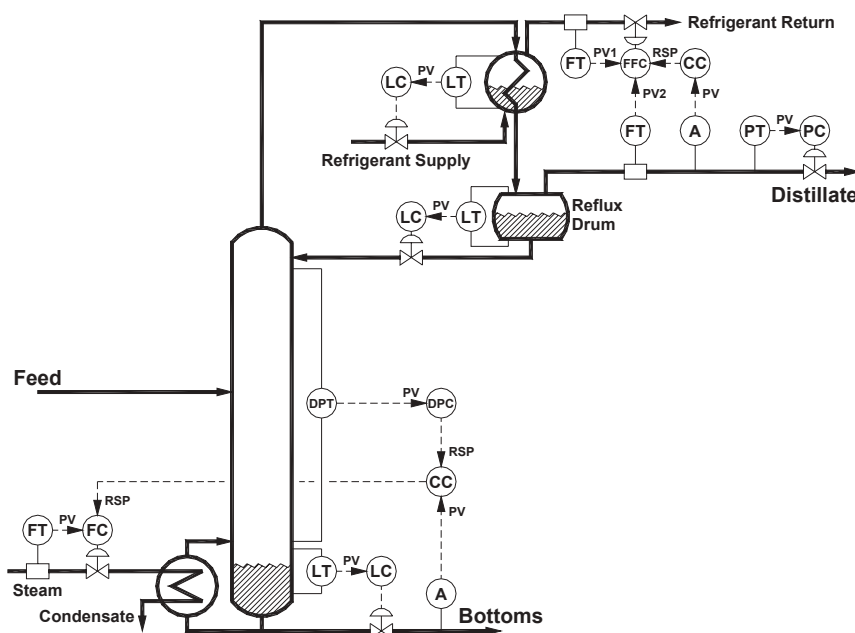 Refrigerant Return
FT
PV1
FFC
RSP
CC
LC
PV
LT
PV2
PV
FT
A
PT
PV
PC
Refrigerant Supply
Distillate
LC
PV
LT
Reflux
Drum
Feed
DPT
PV
DPC
RSP
CC
RSP
PV
FT
PV
FC
LT
PV
LC
A
Steam
Condensate
Bottoms